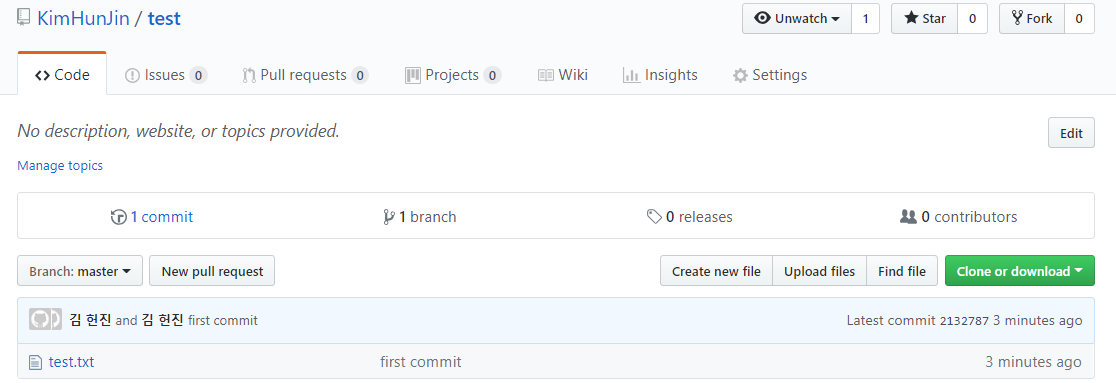 KimHunJin / test
Unwatch 1 Star 0 Fork 0
Code Issues 0 Pull requests 0 Projects 0 Wiki Insights Settings
No description, website, or topics provided. Edit
Manage topics
1 commit 1 branch 0 releases 0 contributors
Branch: master New pull request Create new file Upload files Find file Clone or download
김 헌진 and 김 헌진 first commit Latest commit 2132787 3 minutes ago
test.txt first commit 3 minutes ago